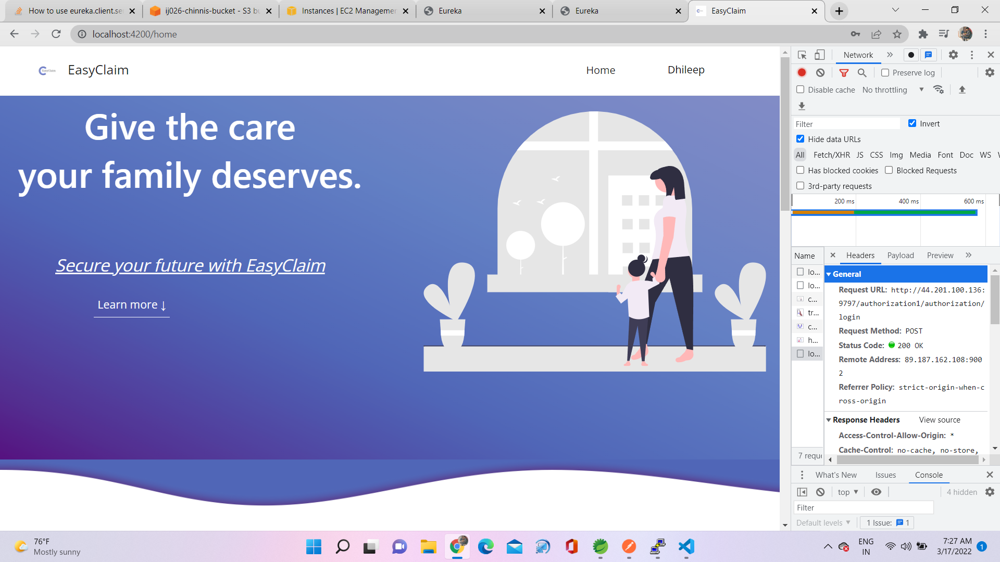 How to use eureka.client.se
ij026-chinnis-bucket - S3 bu
Instances | EC2 Managemen
Eureka
Eureka
EasyClaim
localhost:4200/home
EasyClaim
Home
Dhileep
Give the care
your family deserves.
Secure your future with EasyClaim
Learn more ↓
Network
Preserve log
Disable cache
No throttling
Filter
Invert
Hide data URLs
All Fetch/XHR JS CSS Img Media Font Doc WS
Has blocked cookies
Blocked Requests
3rd-party requests
200 ms
400 ms
600 ms
Name
Headers
Payload
Preview
lo...
lo...
c...
tr...
c...
h...
lo...
General
Request URL: http://44.201.100.136:
9797/authorization1/authorization/
login
Request Method: POST
Status Code: 200 OK
Remote Address: 89.187.162.108:900
2
Referrer Policy: strict-origin-when-c
ross-origin
Response Headers
View source
Access-Control-Allow-Origin: *
Cache-Control: no-cache, no-store,
7 reque
What's New
Issues
Console
top
4 hidden
Filter
Default levels
1 Issue: 1
76°F
Mostly sunny
ENG
IN
7:27 AM
3/17/2022
1